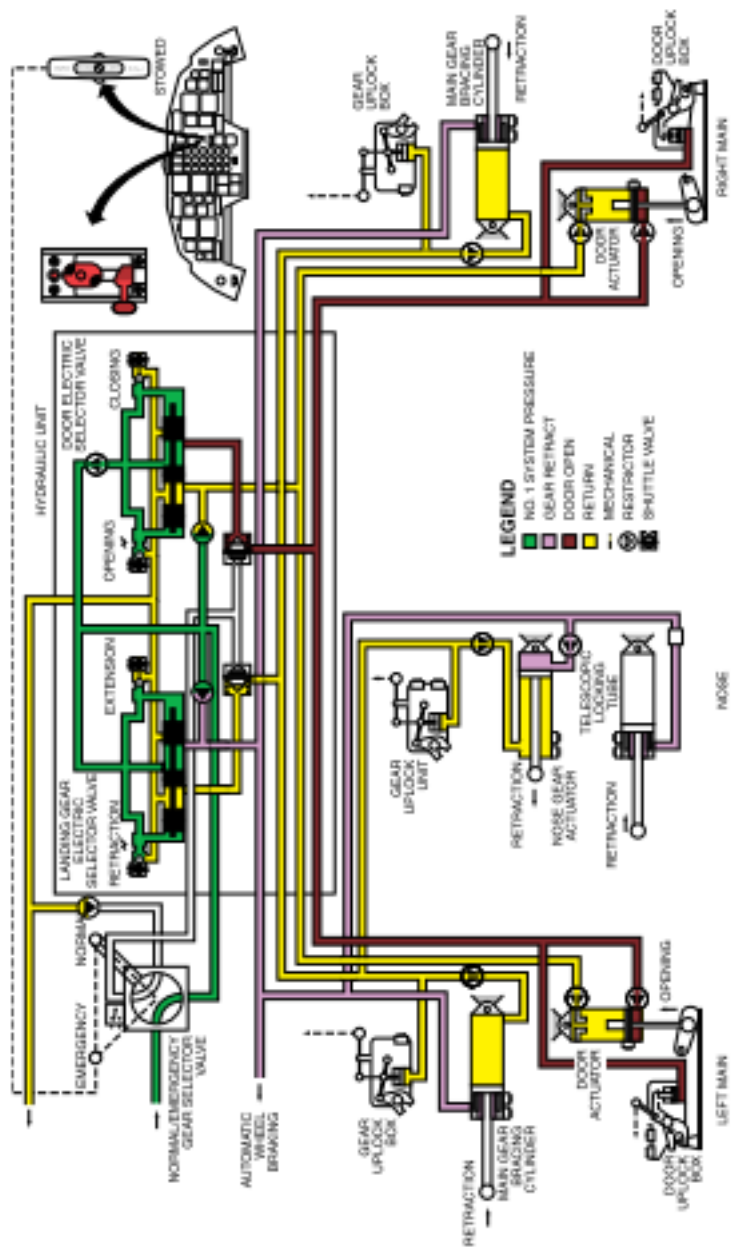 HYDRAULIC UNIT
STOWED
EMERGENCY
NORMAL
NORMAL/EMERGENCY
GEAR SELECTOR
VALVE
LANDING GEAR
ELECTRIC
SELECTOR VALVE
RETRACTION
EXTENSION
DOOR ELECTRIC
SELECTOR VALVE
OPENING
CLOSING
AUTOMATIC
WHEEL
BRAKING
GEAR
UPLOCK
BOX
RETRACTION
MAIN GEAR
BRACING
CYLINDER
DOOR
ACTUATOR
OPENING
DOOR
UPLOCK
BOX
LEFT MAIN
GEAR
UPLOCK
UNIT
RETRACTION
NOSE GEAR
ACTUATOR
TELESCOPIC
LOCKING
TUBE
RETRACTION
NOSE
LEGEND
NO. 1 SYSTEM PRESSURE
GEAR RETRACT
DOOR OPEN
RETURN
MECHANICAL
RESTRICTOR
SHUTTLE VALVE
GEAR
UPLOCK
BOX
MAIN GEAR
BRACING
CYLINDER
RETRACTION
DOOR
ACTUATOR
OPENING
DOOR
UPLOCK
BOX
RIGHT MAIN